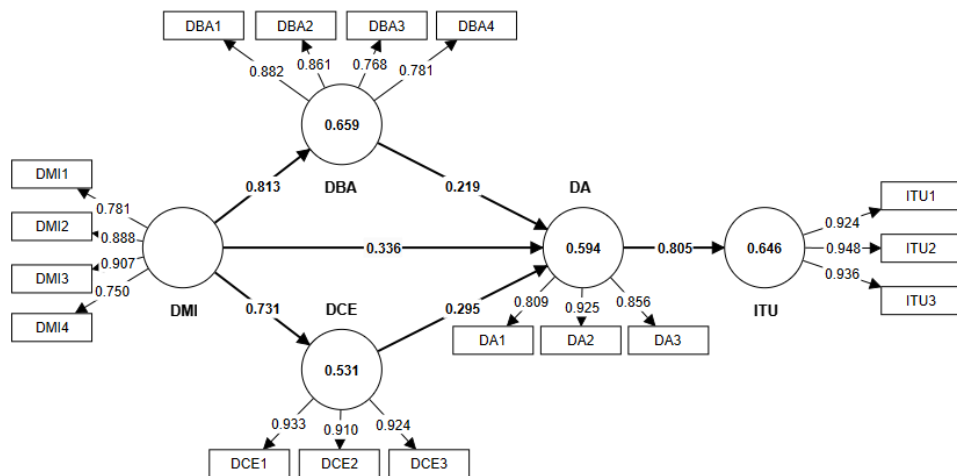 DBA1 DBA2 DBA3 DBA4
0.882 0.861 0.768 0.781
0.659
DBA
DMI1
DMI2
DMI3
DMI4
0.781
0.888
0.907
0.750
DMI
0.813
0.336
0.731
0.219
0.295
DCE
0.531
0.933 0.910 0.924
DCE1 DCE2 DCE3
DA
0.594
0.809 0.925 0.856
DA1 DA2 DA3
0.805
0.646
ITU
0.924
0.948
0.936
ITU1
ITU2
ITU3